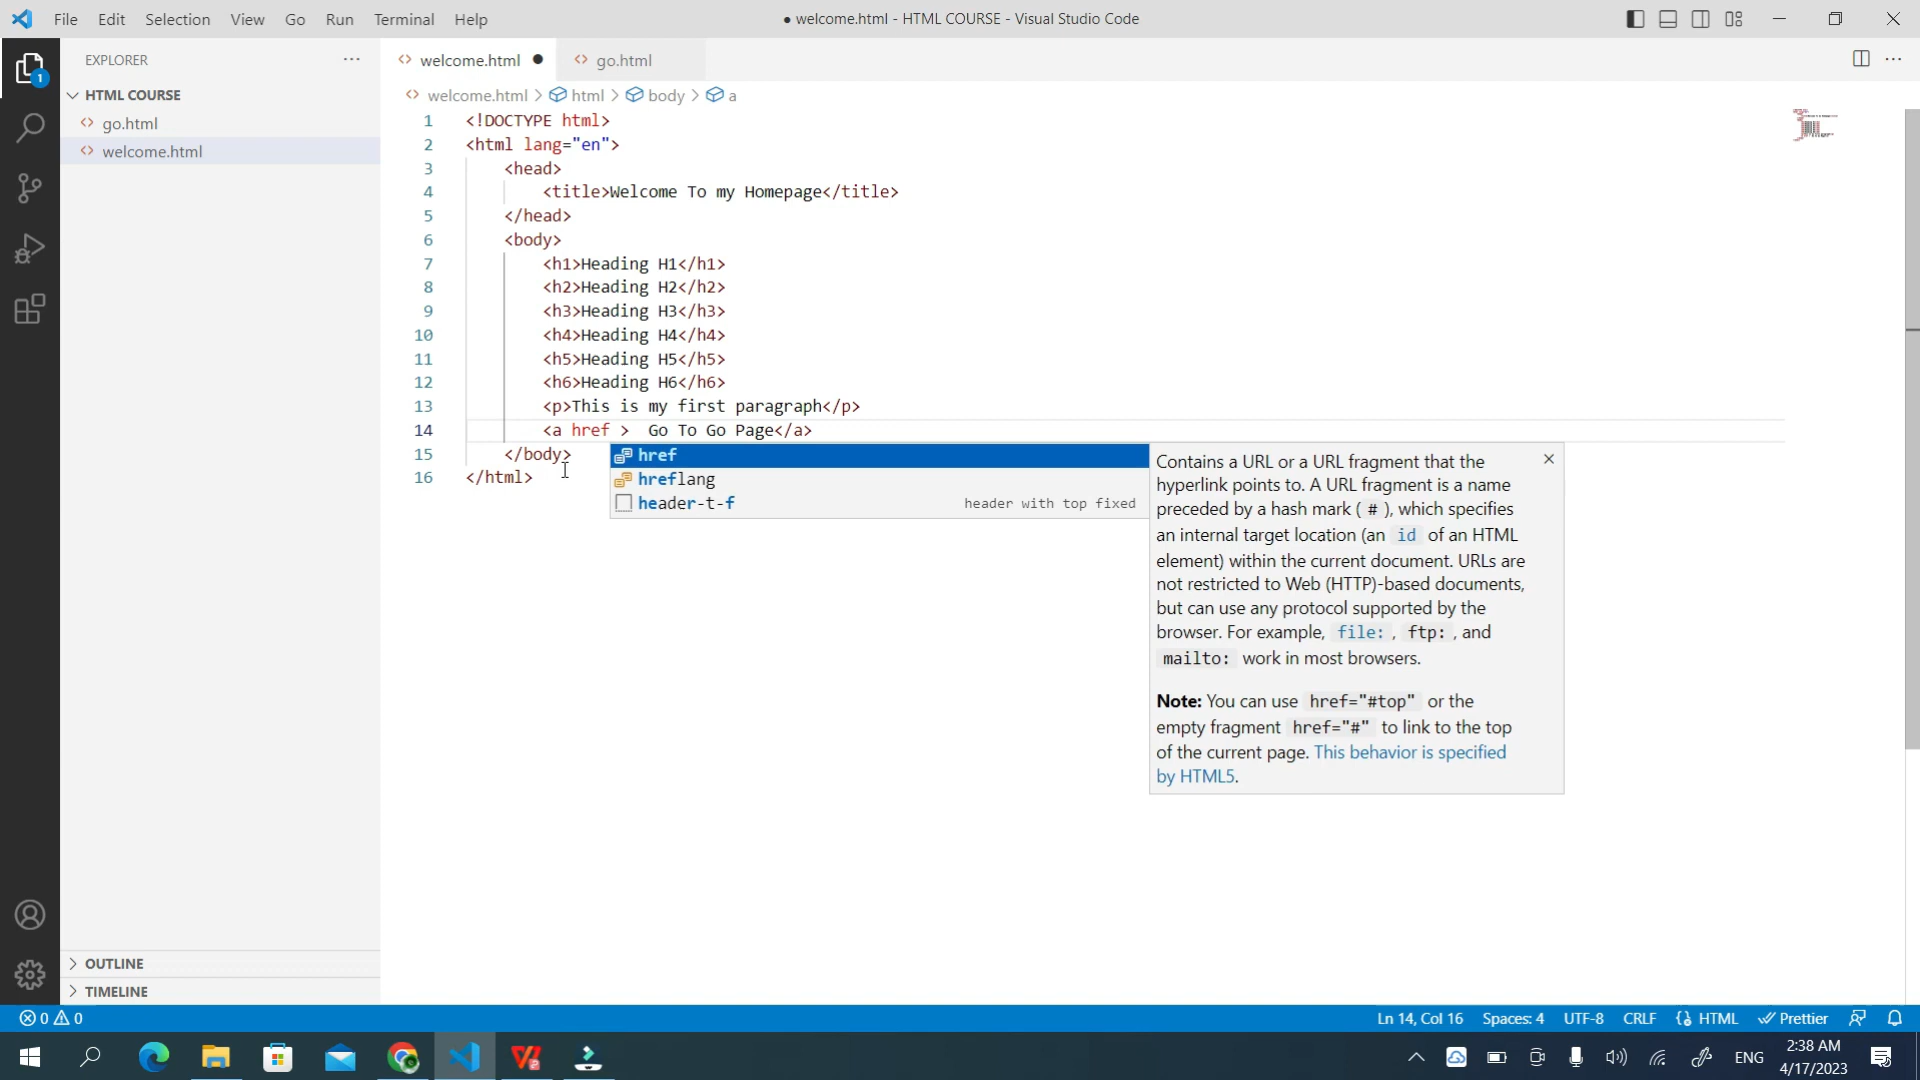 File Edit Selection View Go Run Terminal Help
● welcome.html - HTML COURSE - Visual Studio Code
1
EXPLORER
HTML COURSE
go.html
welcome.html
OUTLINE
TIMELINE
welcome.html ●
go.html
welcome.html > html > body > a
1 <!DOCTYPE html>
2 <html lang="en">
3 <head>
4 <title>Welcome To my Homepage</title>
5 </head>
6 <body>
7 <h1>Heading H1</h1>
8 <h2>Heading H2</h2>
9 <h3>Heading H3</h3>
10 <h4>Heading H4</h4>
11 <h5>Heading H5</h5>
12 <h6>Heading H6</h6>
13 <p>This is my first paragraph</p>
14 <a href >  Go To Go Page</a>
15 </body>
16 </html>
href
hreflang
header-t-f header with top fixed
Contains a URL or a URL fragment that the
hyperlink points to. A URL fragment is a name
preceded by a hash mark ( # ), which specifies
an internal target location (an id of an HTML
element) within the current document. URLs are
not restricted to Web (HTTP)-based documents,
but can use any protocol supported by the
browser. For example, file: , ftp: , and
mailto: work in most browsers.
Note: You can use href="#top" or the
empty fragment href="#" to link to the top
of the current page. This behavior is specified
by HTML5.
0 0
Ln 14, Col 16 Spaces: 4 UTF-8 CRLF HTML Prettier
ENG
2:38 AM
4/17/2023